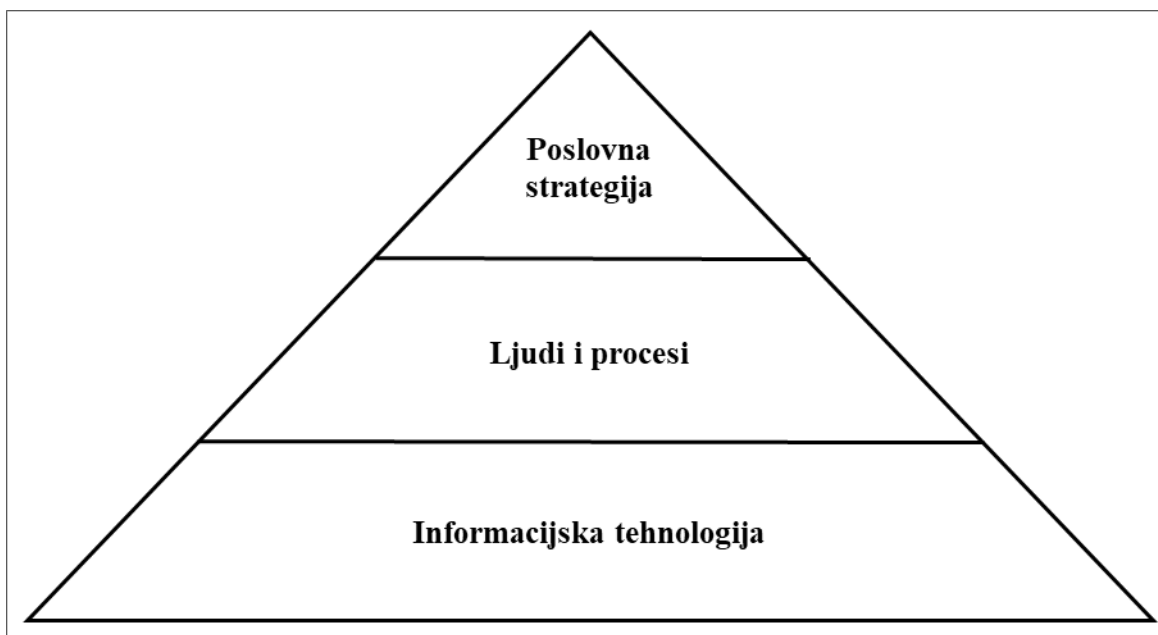 Poslovna
strategija
Ljudi i procesi
Informacijska tehnologija